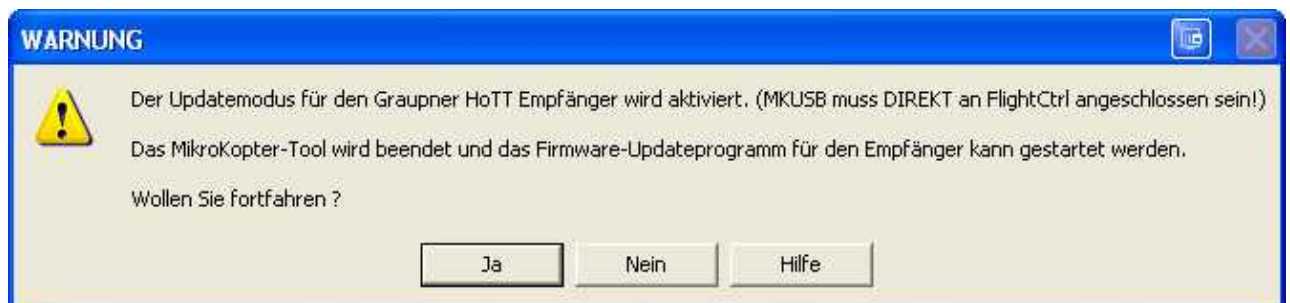 WARNUNG
Der Updatemodus für den Graupner HoTT Empfänger wird aktiviert. (MKUSB muss DIREKT an FlightCtrl angeschlossen sein!)
Das MikroKopter-Tool wird beendet und das Firmware-Updateprogramm für den Empfänger kann gestartet werden.
Wollen Sie fortfahren ?
Ja Nein Hilfe